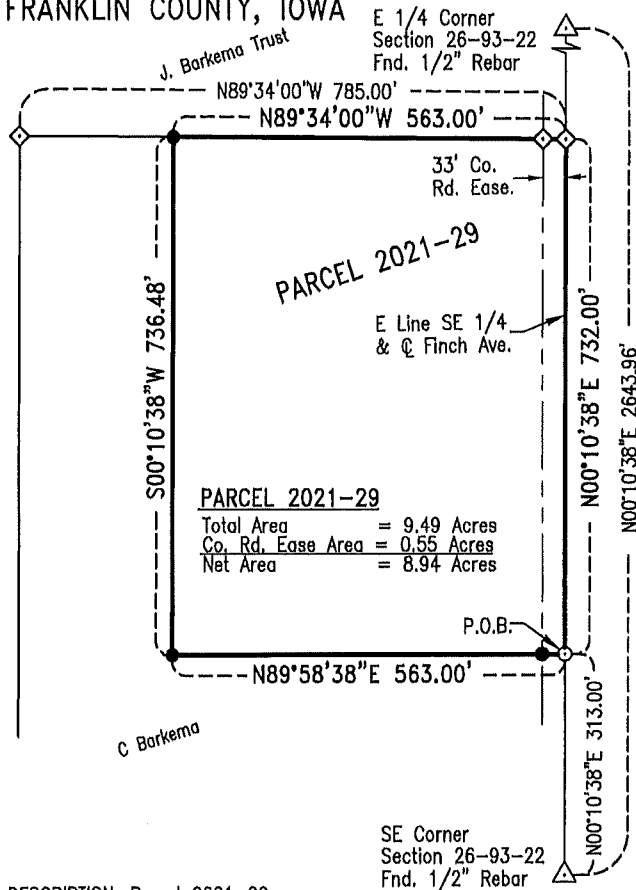 FRANKLIN COUNTY, IOWA
E 1/4 Corner
Section 26-93-22
Fnd. 1/2" Rebar
J. Barkema Trust
N89°34'00"W 785.00'
N89°34'00"W 563.00'
33' Co.
Rd. Ease.
PARCEL 2021-29
E Line SE 1/4
& ℄ Finch Ave.
S00°10'38"W 736.48'
N00°10'38"E 732.00'
N00°10'38"E 2643.96'
PARCEL 2021-29
Total Area = 9.49 Acres
Co. Rd. Ease Area = 0.55 Acres
Net Area = 8.94 Acres
P.O.B.
N89°58'38"E 563.00'
C Barkema
N00°10'38"E 313.00'
SE Corner
Section 26-93-22
Fnd. 1/2" Rebar